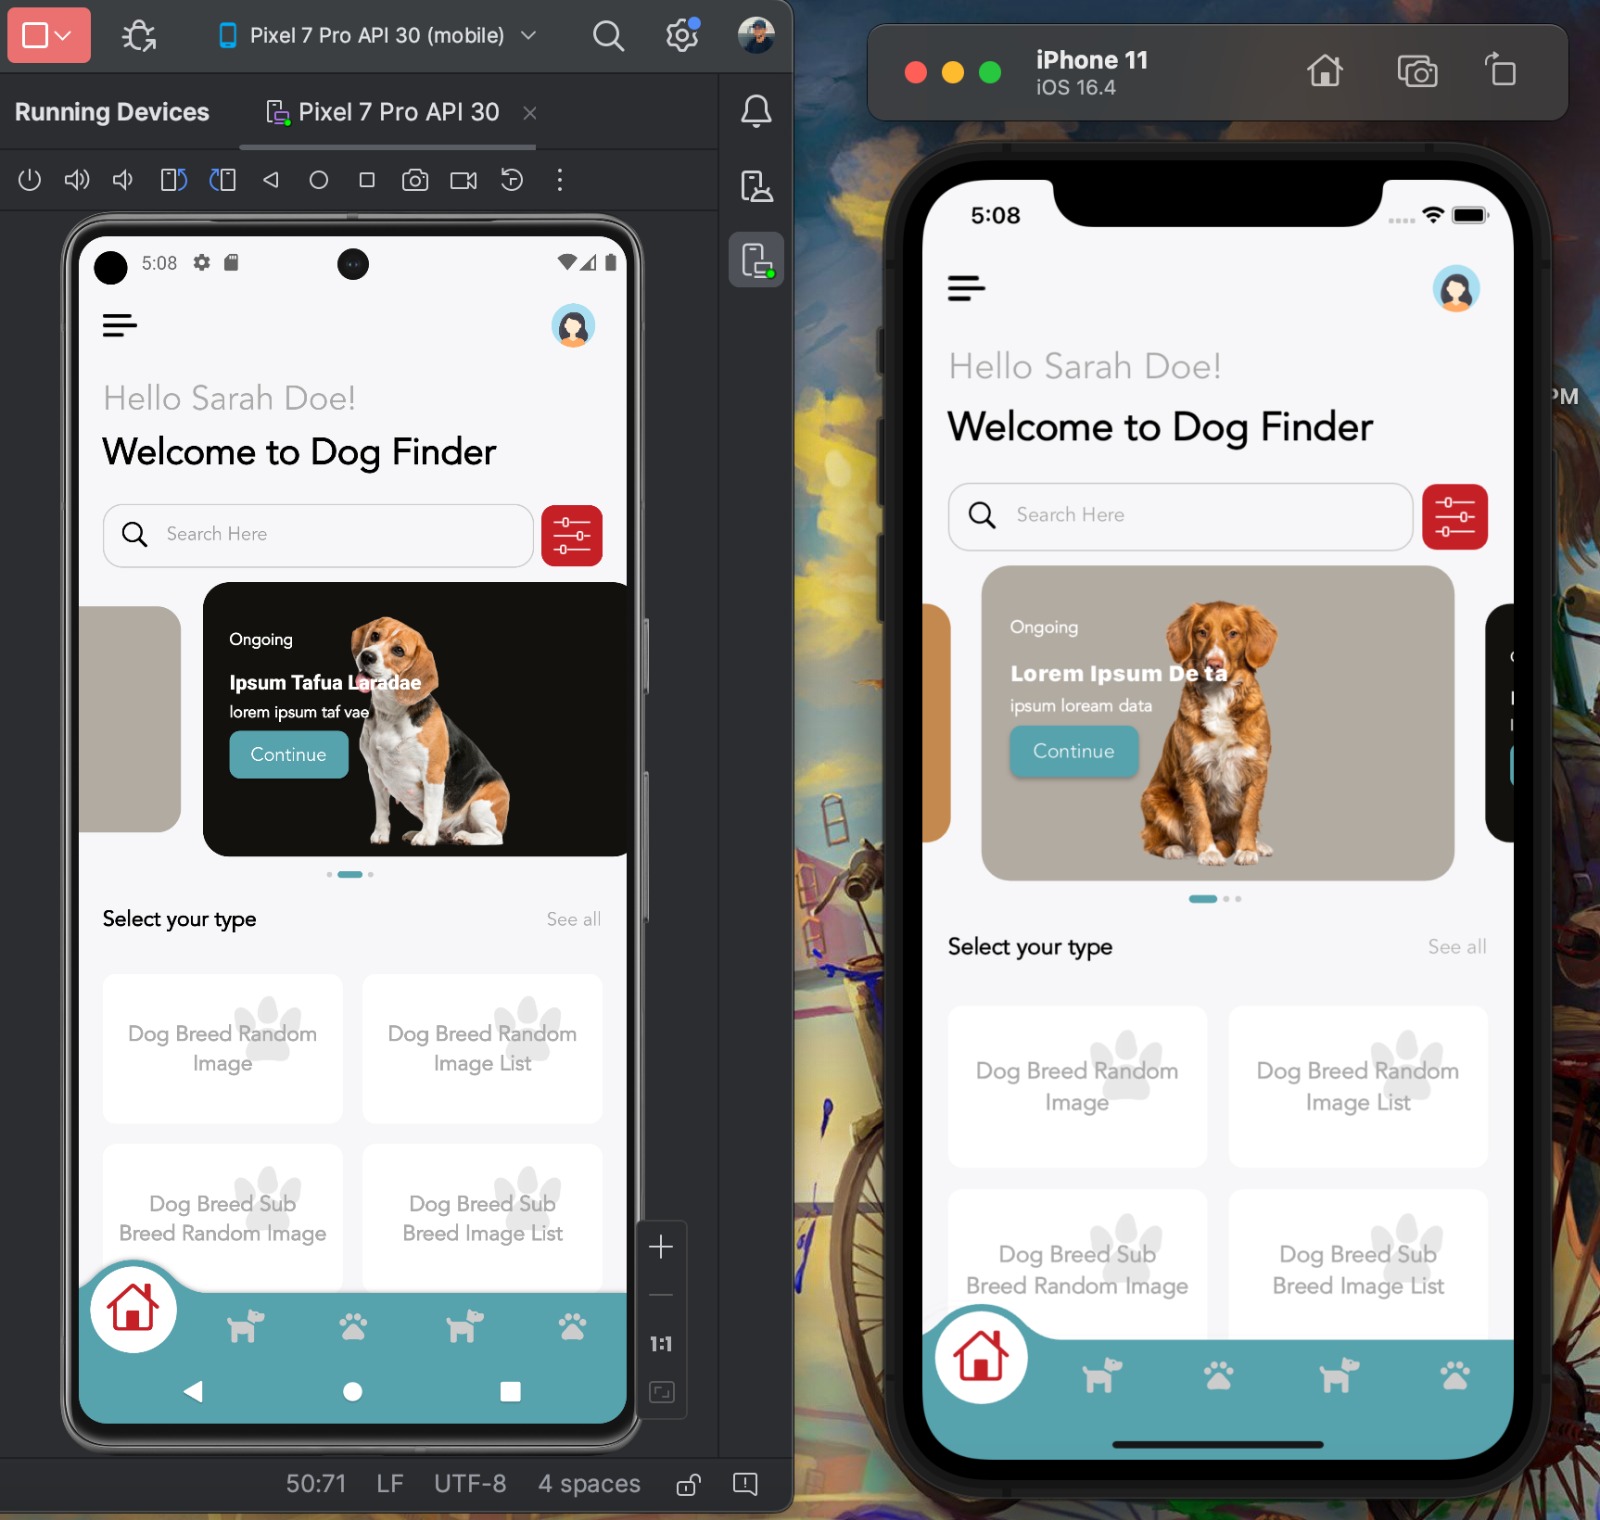 Pixel 7 Pro API 30 (mobile)
Running Devices
Pixel 7 Pro API 30
5:08
Hello Sarah Doe!
Welcome to Dog Finder
Search Here
Ongoing
Ipsum Tafua Laradae
lorem ipsum taf vae
Continue
Select your type
See all
Dog Breed Random
Image
Dog Breed Random
Image List
Dog Breed Sub
Breed Random Image
Dog Breed Sub
Breed Image List
1:1
50:71 LF UTF-8 4 spaces
iPhone 11
iOS 16.4
5:08
Hello Sarah Doe!
Welcome to Dog Finder
Search Here
Ongoing
Lorem Ipsum De ta
ipsum loream data
Continue
Select your type
See all
Dog Breed Random
Image
Dog Breed Random
Image List
Dog Breed Sub
Breed Random Image
Dog Breed Sub
Breed Image List
PM